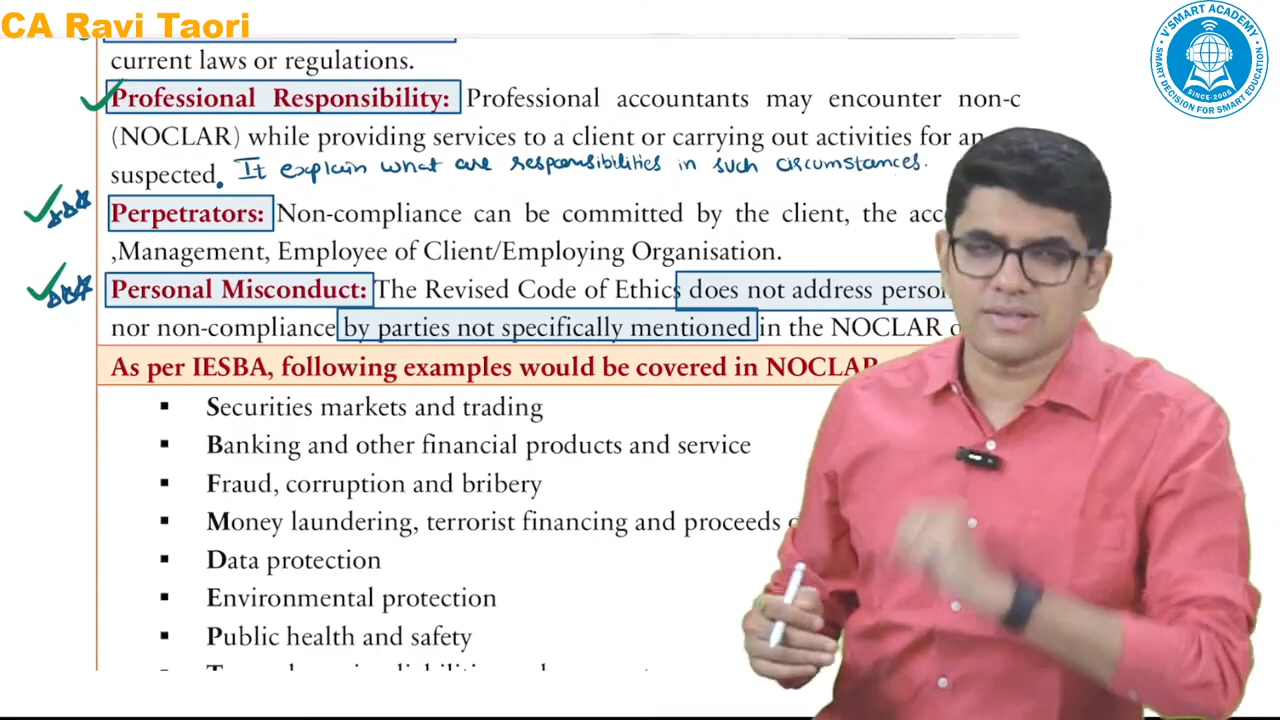 CA Ravi Taori
V'SMART ACADEMY
SINCE-2005
SMART DECISION FOR SMART EDUCATION
current laws or regulations.
Professional Responsibility: Professional accountants may encounter
(NOCLAR) while providing services to a client or carrying out activities for an
suspected. It explain what are responsibilities in such circumstances.
Perpetrators: Non-compliance can be committed by the client, the
,Management, Employee of Client/Employing Organisation.
Personal Misconduct: The Revised Code of Ethics does not address
nor non-compliance by parties not specifically mentioned in the NOCLAR
As per IESBA, following examples would be covered in NOCLAR
▪ Securities markets and trading
▪ Banking and other financial products and service
▪ Fraud, corruption and bribery
▪ Money laundering, terrorist financing and proceeds
▪ Data protection
▪ Environmental protection
▪ Public health and safety